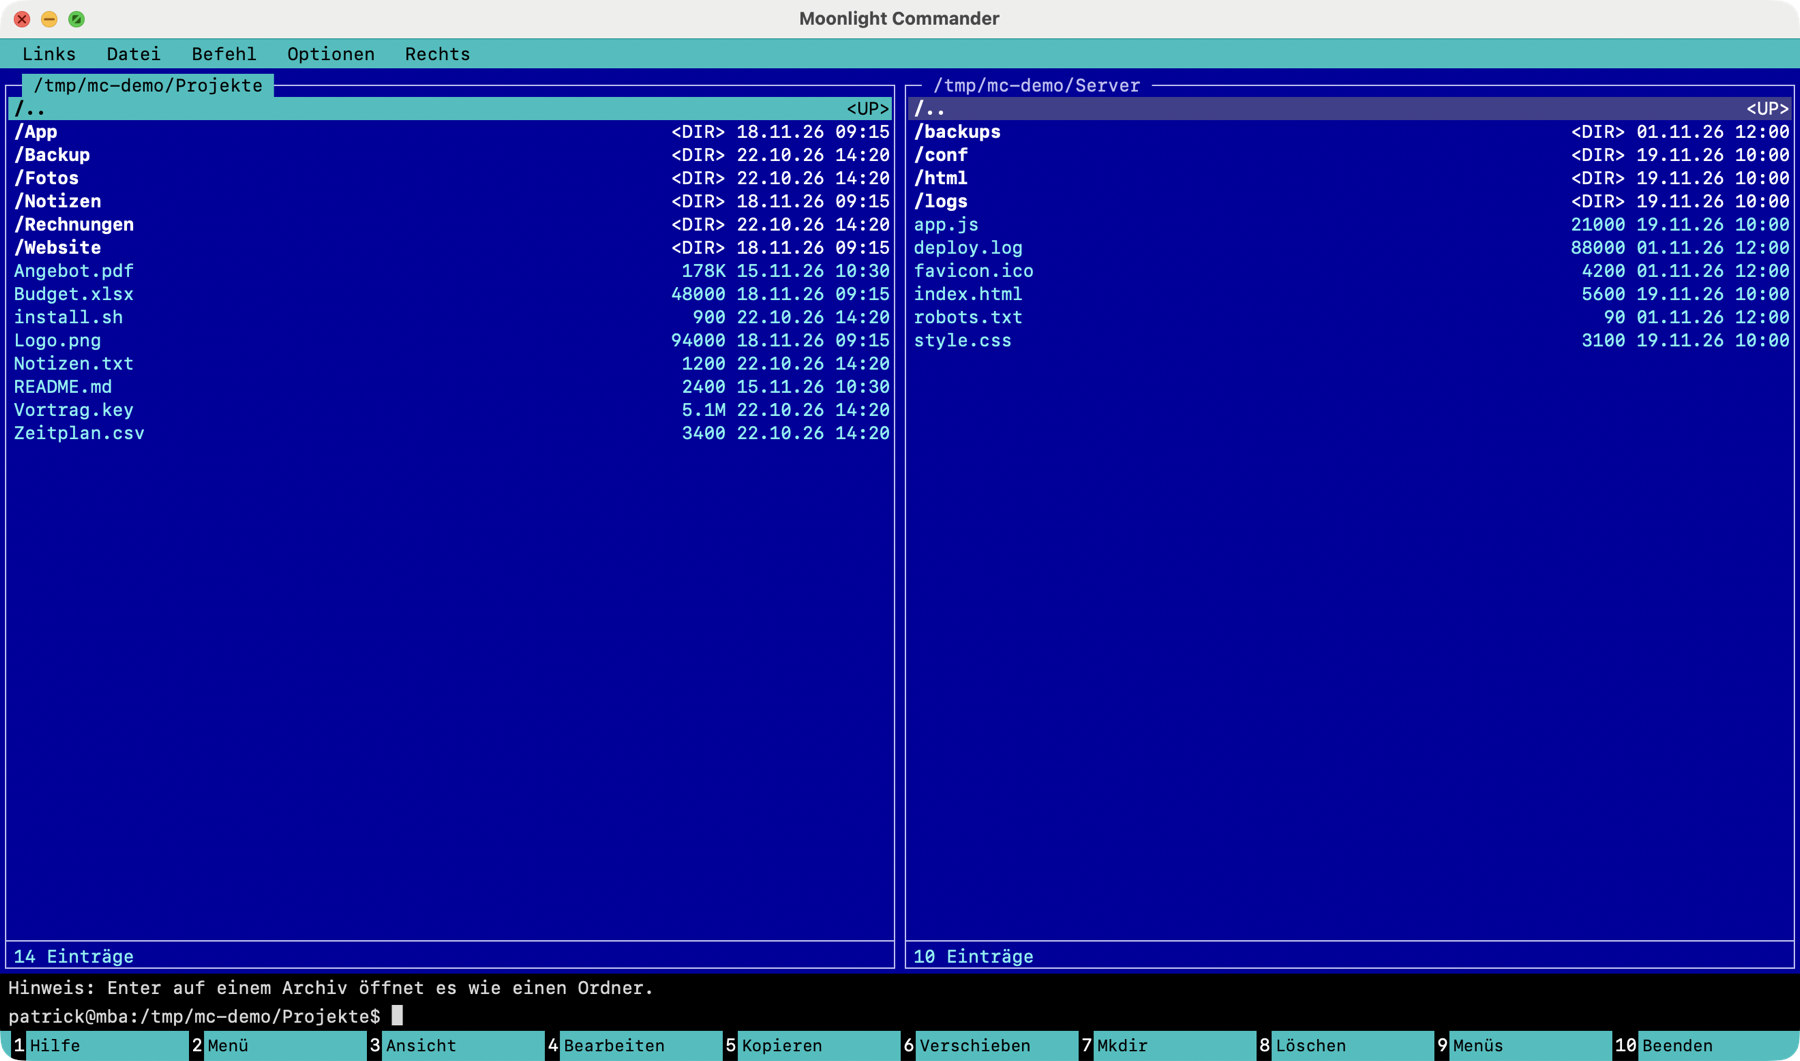 Moonlight Commander
Links Datei Befehl Optionen Rechts
/tmp/mc-demo/Projekte
/.. <UP>
/App <DIR> 18.11.26 09:15
/Backup <DIR> 22.10.26 14:20
/Fotos <DIR> 22.10.26 14:20
/Notizen <DIR> 18.11.26 09:15
/Rechnungen <DIR> 22.10.26 14:20
/Website <DIR> 18.11.26 09:15
Angebot.pdf 178K 15.11.26 10:30
Budget.xlsx 48000 18.11.26 09:15
install.sh 900 22.10.26 14:20
Logo.png 94000 18.11.26 09:15
Notizen.txt 1200 22.10.26 14:20
README.md 2400 15.11.26 10:30
Vortrag.key 5.1M 22.10.26 14:20
Zeitplan.csv 3400 22.10.26 14:20
14 Einträge
/tmp/mc-demo/Server
/.. <UP>
/backups <DIR> 01.11.26 12:00
/conf <DIR> 19.11.26 10:00
/html <DIR> 19.11.26 10:00
/logs <DIR> 19.11.26 10:00
app.js 21000 19.11.26 10:00
deploy.log 88000 01.11.26 12:00
favicon.ico 4200 01.11.26 12:00
index.html 5600 19.11.26 10:00
robots.txt 90 01.11.26 12:00
style.css 3100 19.11.26 10:00
10 Einträge
Hinweis: Enter auf einem Archiv öffnet es wie einen Ordner.
patrick@mba:/tmp/mc-demo/Projekte$
1 Hilfe 2 Menü 3 Ansicht 4 Bearbeiten 5 Kopieren 6 Verschieben 7 Mkdir 8 Löschen 9 Menüs 10 Beenden